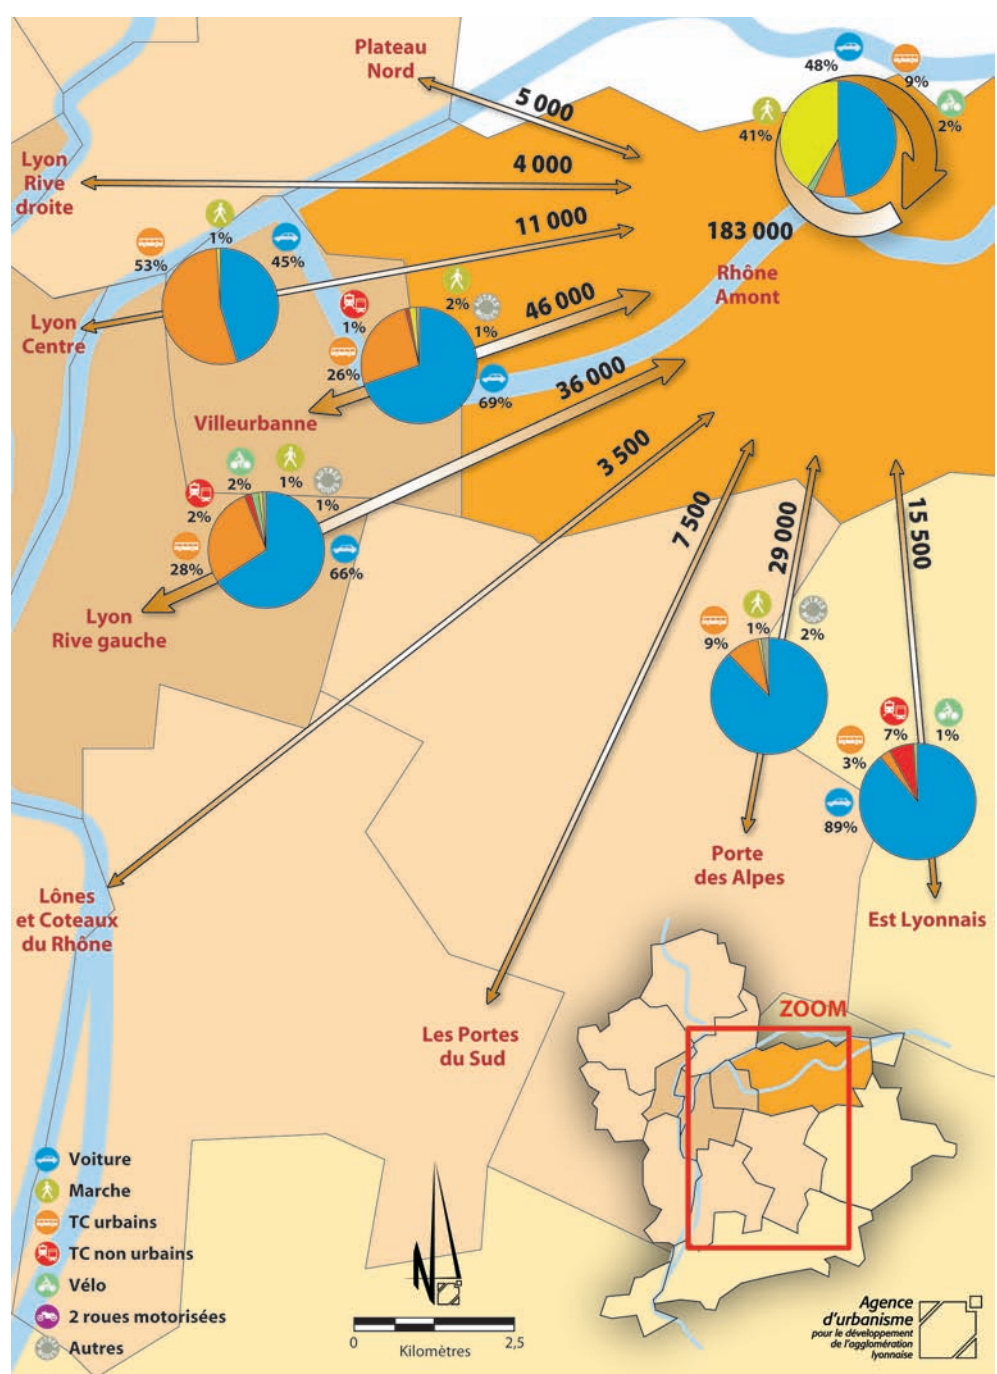 Plateau
Nord
5 000
48%
9%
2%
41%
Lyon
Rive
droite
4 000
11 000
183 000
Rhône
Amont
53%
1%
45%
Lyon
Centre
46 000
1%
2%
AUTRES
1%
26%
69%
Villeurbanne
36 000
3 500
7 500
29 000
15 500
2%
2%
1%
1%
28%
66%
Lyon
Rive gauche
9%
1%
2%
3%
7%
1%
89%
Porte
des Alpes
Est Lyonnais
Lônes
et Coteaux
du Rhône
Les Portes
du Sud
ZOOM
Voiture
Marche
TC urbains
TC non urbains
Vélo
2 roues motorisées
Autres
N
0
2,5
Kilomètres
Agence
d'urbanisme
pour le développement
de l'agglomération
lyonnaise